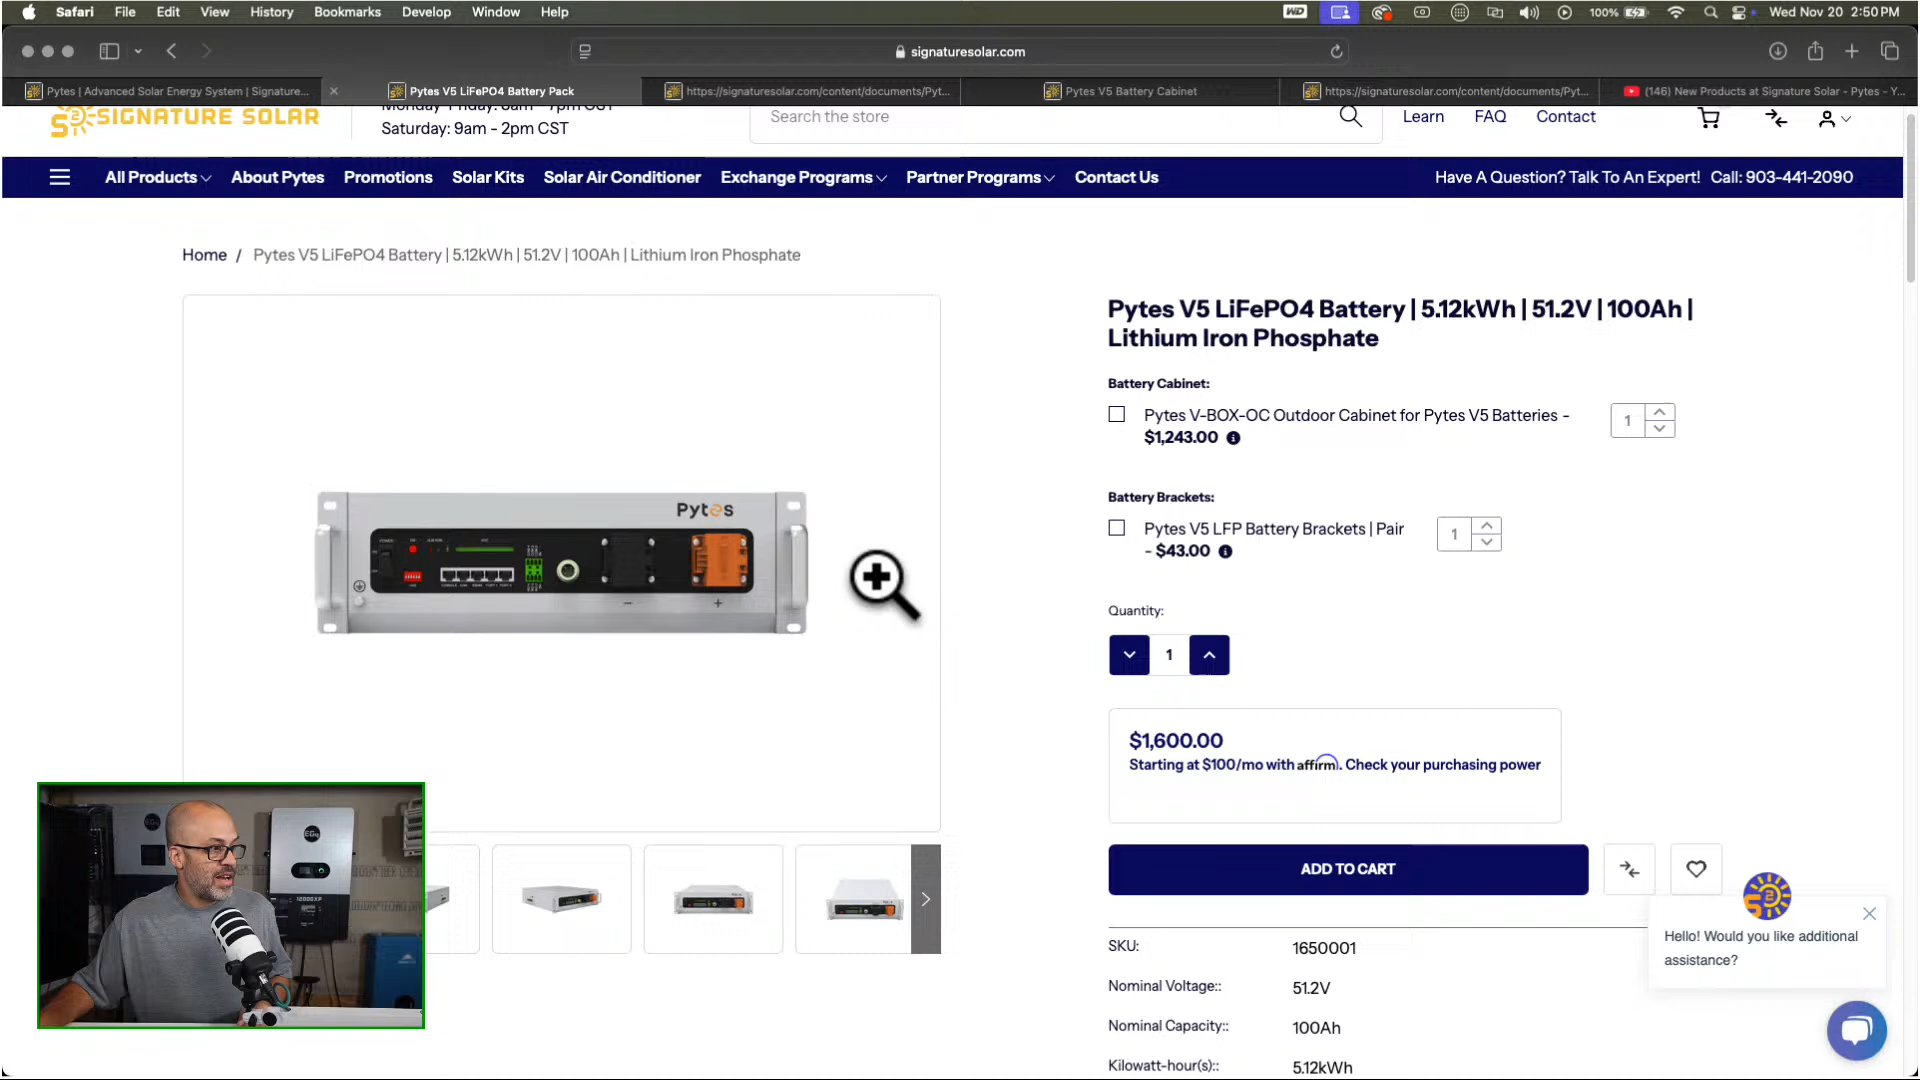 Safari File Edit View History Bookmarks Develop Window Help
WD 100% Wed Nov 20 2:50 PM
signaturesolar.com
Pytes | Advanced Solar Energy System | Signature...
Pytes V5 LiFePO4 Battery Pack
https://signaturesolar.com/content/documents/Pyt...
Pytes V5 Battery Cabinet
https://signaturesolar.com/content/documents/Pyt...
(146) New Products at Signature Solar - Pytes - Y...
SIGNATURE SOLAR
Monday-Friday: 8am - 7pm CST
Saturday: 9am - 2pm CST
Search the store
Learn FAQ Contact
All Products About Pytes Promotions Solar Kits Solar Air Conditioner Exchange Programs Partner Programs Contact Us
Have A Question? Talk To An Expert! Call: 903-441-2090
Home / Pytes V5 LiFePO4 Battery | 5.12kWh | 51.2V | 100Ah | Lithium Iron Phosphate
Pytes
Pytes V5 LiFePO4 Battery | 5.12kWh | 51.2V | 100Ah |
Lithium Iron Phosphate
Battery Cabinet:
Pytes V-BOX-OC Outdoor Cabinet for Pytes V5 Batteries -
$1,243.00
1
Battery Brackets:
Pytes V5 LFP Battery Brackets | Pair
- $43.00
1
Quantity:
1
$1,600.00
Starting at $100/mo with affirm. Check your purchasing power
ADD TO CART
SKU: 1650001
Nominal Voltage:: 51.2V
Nominal Capacity:: 100Ah
Kilowatt-hour(s):: 5.12kWh
Hello! Would you like additional
assistance?
EG4
12000XP